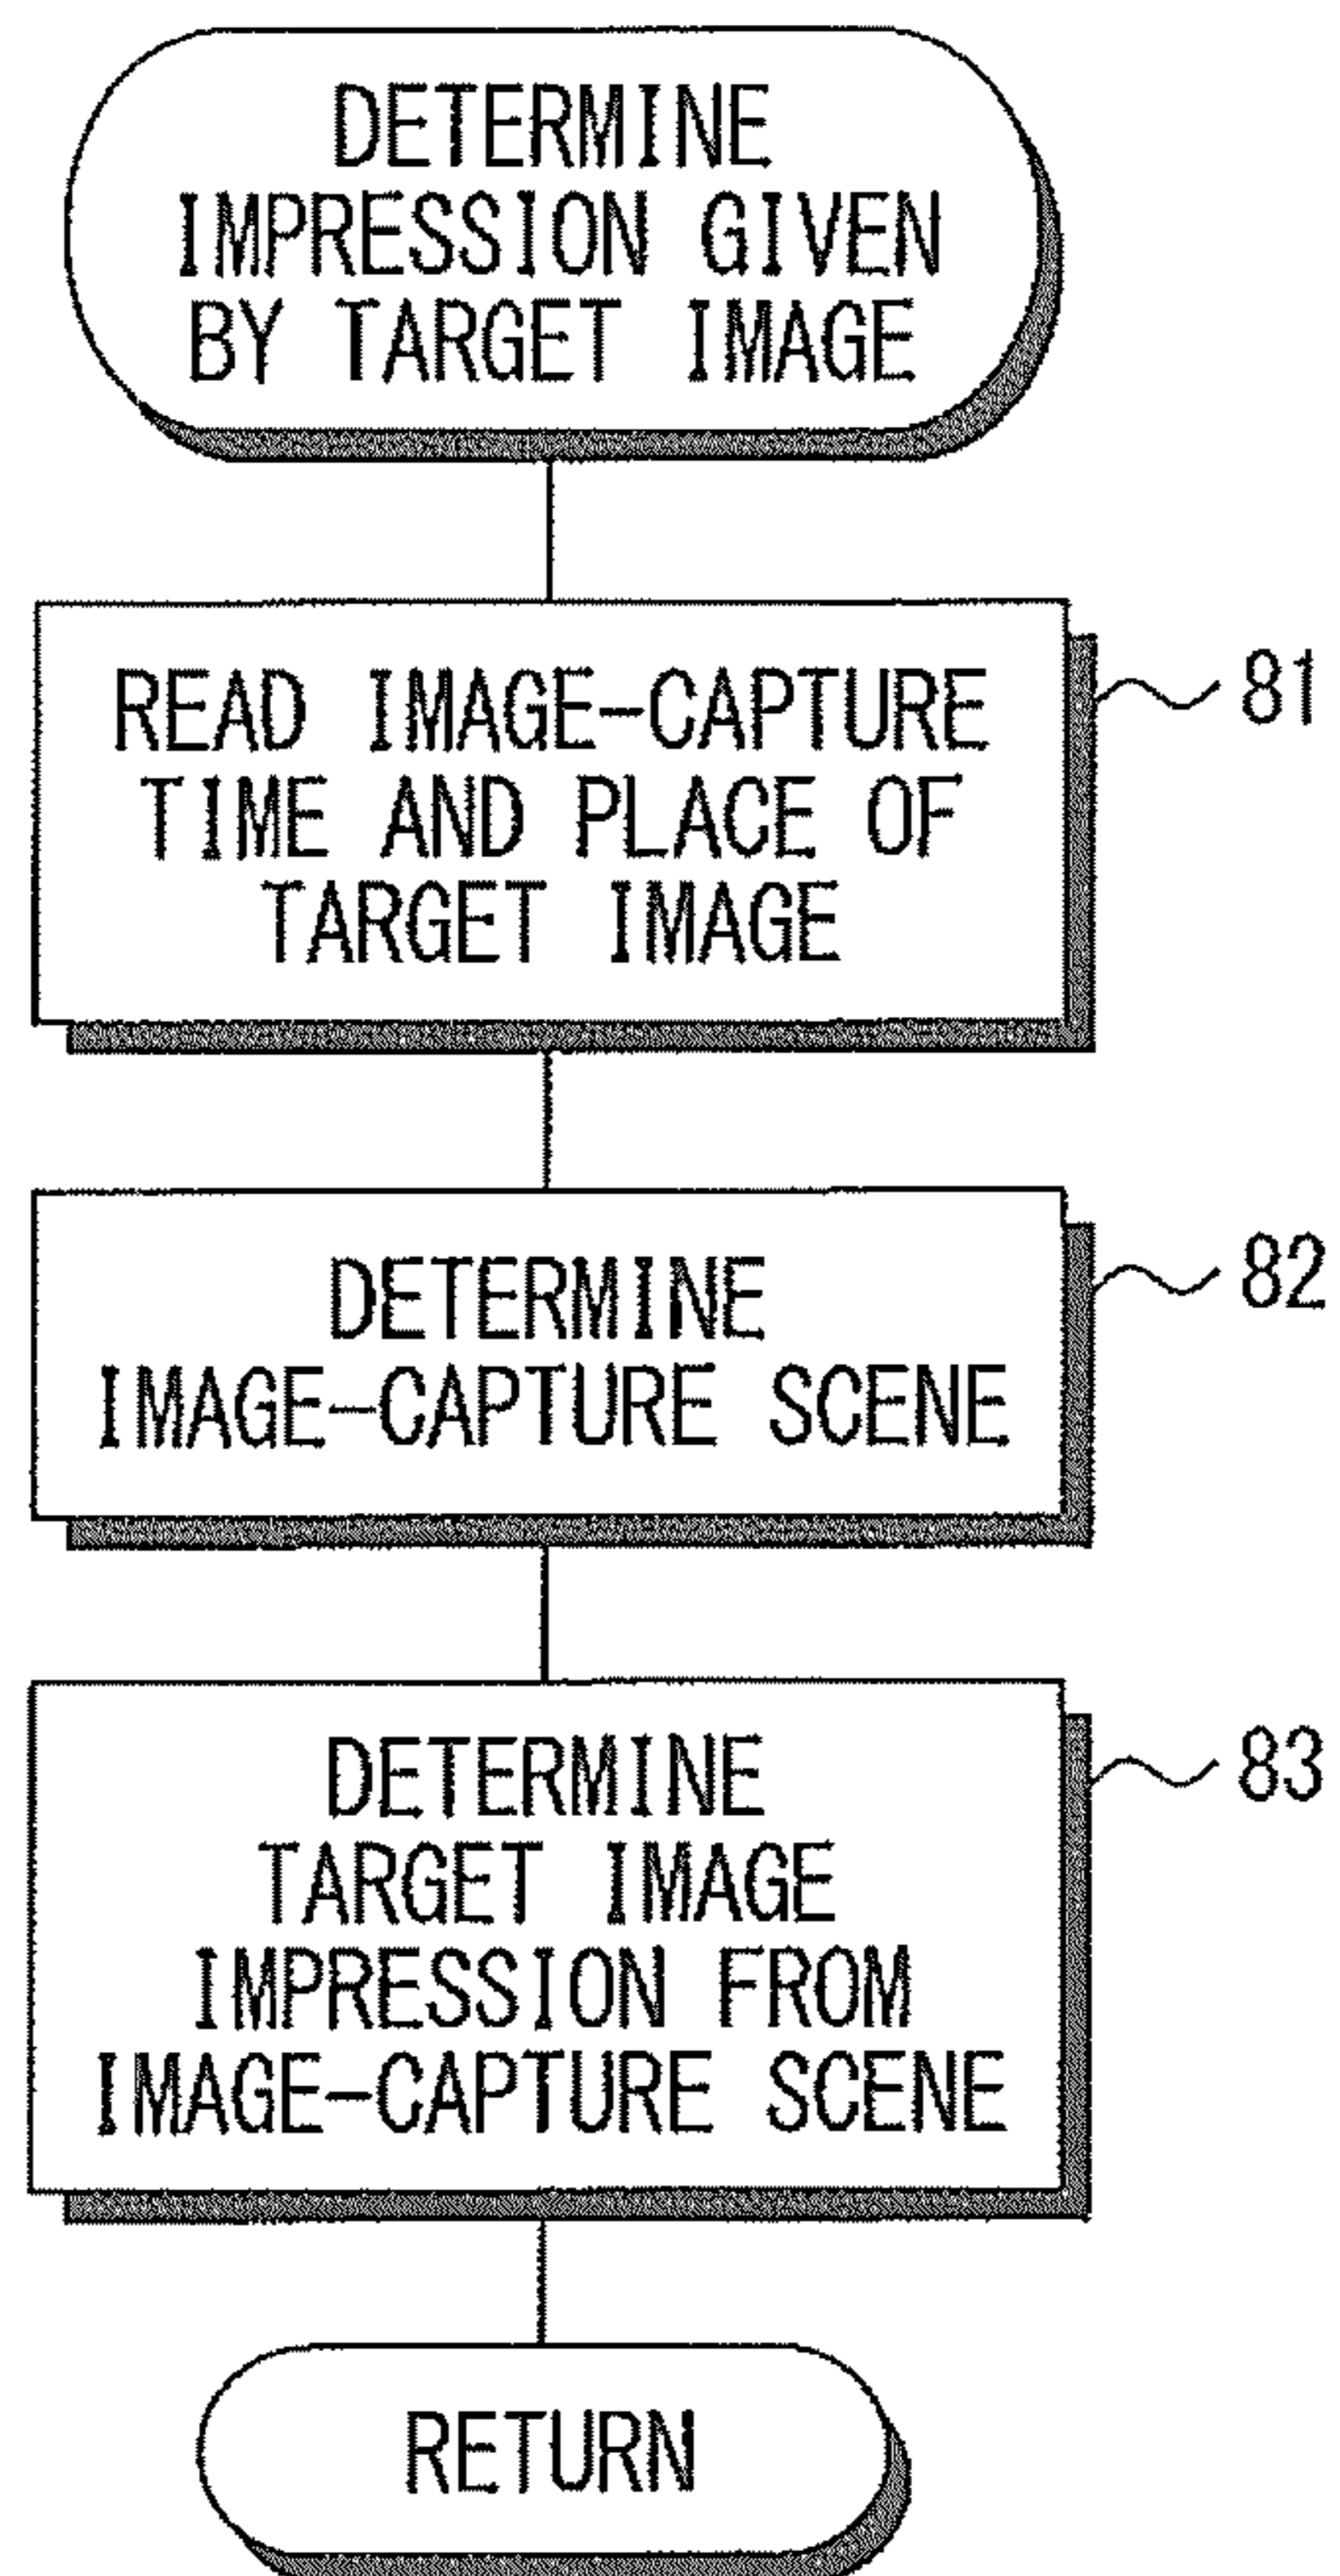 DETERMINE
IMPRESSION GIVEN
BY TARGET IMAGE
READ IMAGE-CAPTURE
TIME AND PLACE OF
TARGET IMAGE
81
DETERMINE
IMAGE-CAPTURE SCENE
82
DETERMINE
TARGET IMAGE
IMPRESSION FROM
IMAGE-CAPTURE SCENE
83
RETURN